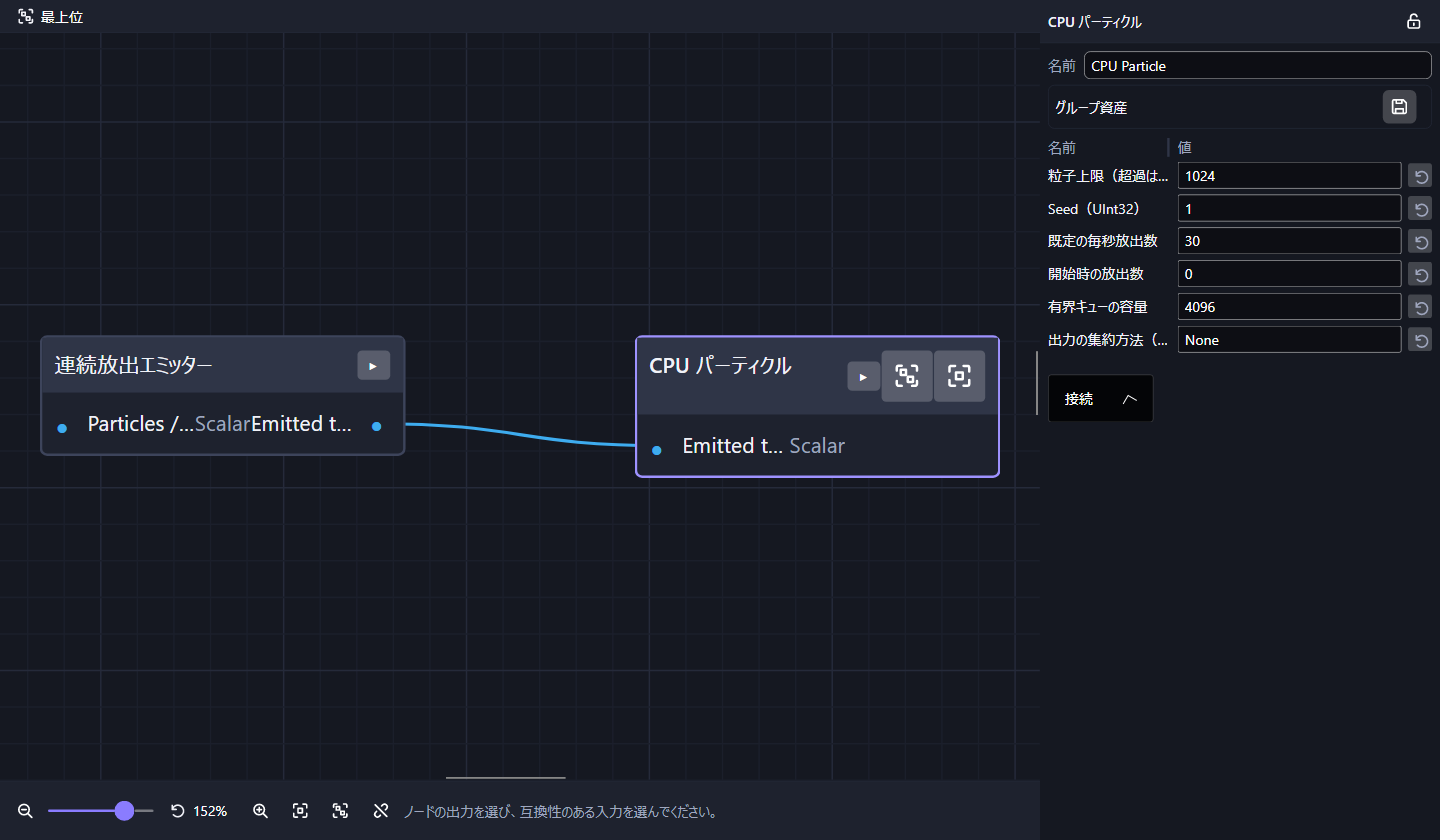 最上位
連続放出エミッター
Particles /...ScalarEmitted t...
CPU パーティクル
Emitted t... Scalar
152%
ノードの出力を選び、互換性のある入力を選んでください。
CPU パーティクル
名前 CPU Particle
グループ資産
名前 値
粒子上限（超過は... 1024
Seed（UInt32） 1
既定の毎秒放出数 30
開始時の放出数 0
有界キューの容量 4096
出力の集約方法（... None
接続